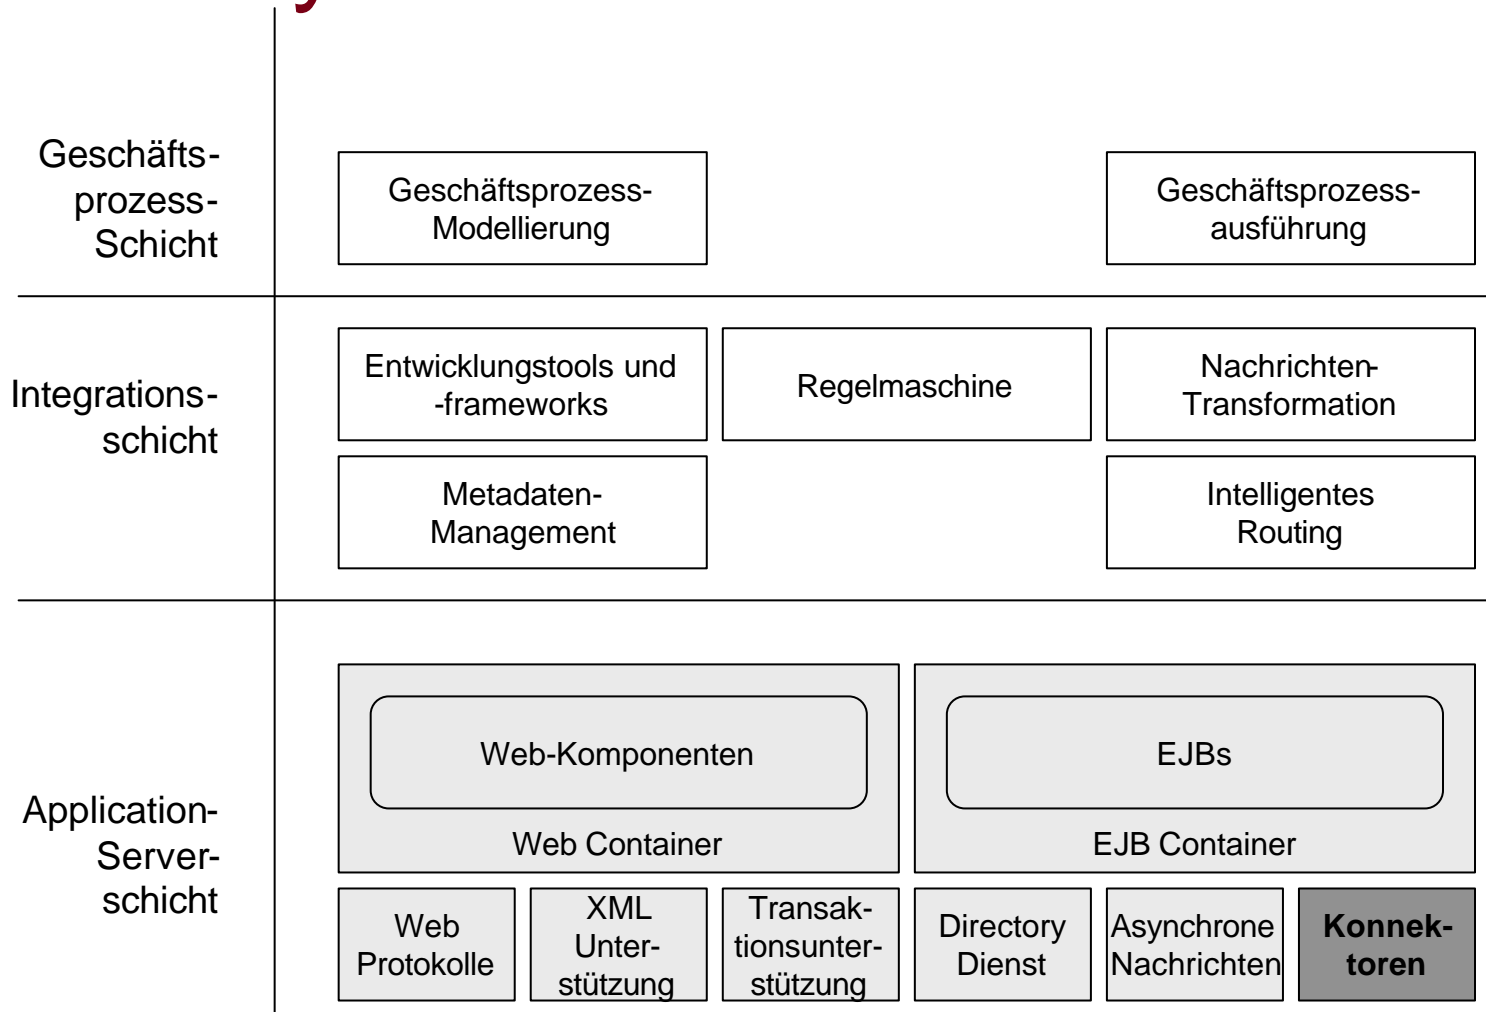 Geschäfts-
prozess-
Schicht
Geschäftsprozess-
Modellierung
Geschäftsprozess-
ausführung
Integrations-
schicht
Entwicklungstools und
-frameworks
Regelmaschine
Nachrichten-
Transformation
Metadaten-
Management
Intelligentes
Routing
Application-
Server-
schicht
Web-Komponenten
Web Container
EJBs
EJB Container
Web
Protokolle
XML
Unter-
stützung
Transak-
tionsunter-
stützung
Directory
Dienst
Asynchrone
Nachrichten
Konnek-
toren